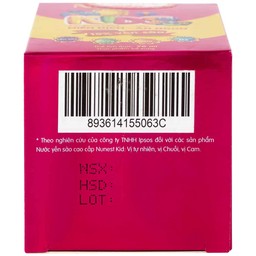 893614155063C
* Theo nghiên cứu của công ty TNHH Ipsos đối với các sản phẩm
Nước yến sào cao cấp Nunest Kid: Vị tự nhiên, vị Chuối, vị Cam.
NSX:
HSD:
LOT: